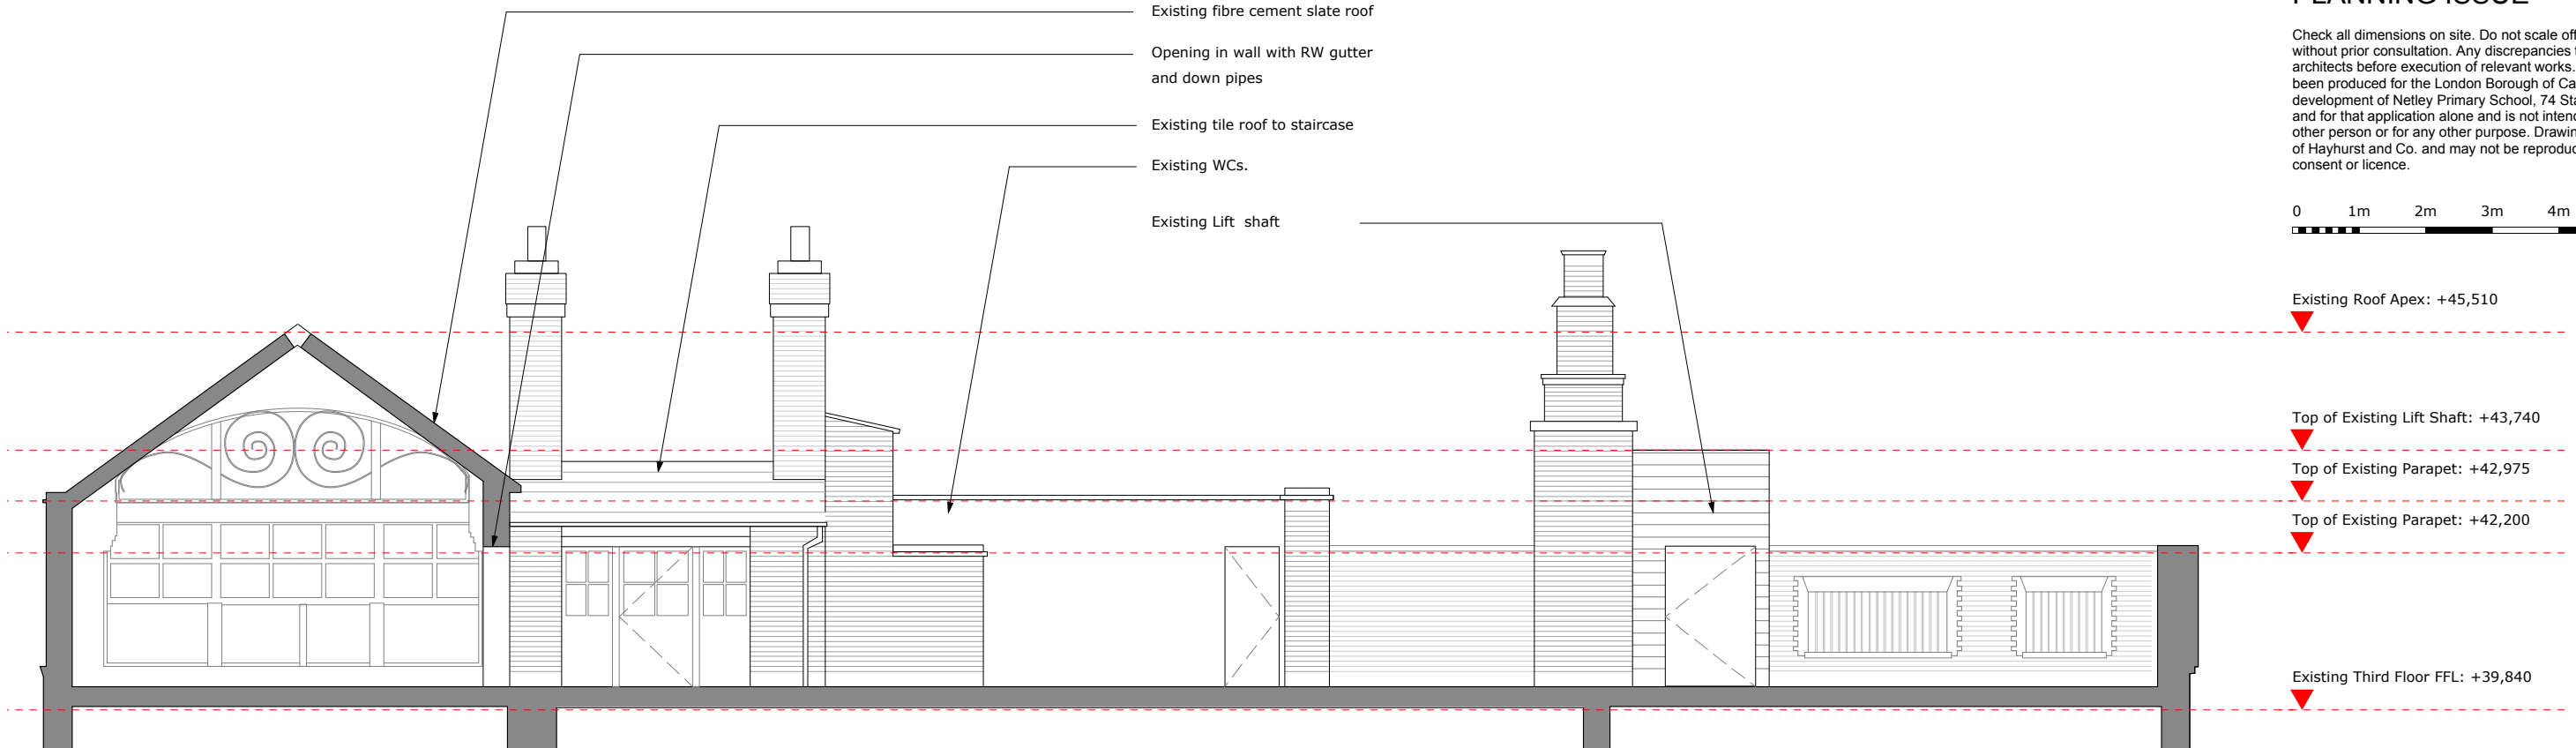 Existing fibre cement slate roof
Opening in wall with RW gutter
and down pipes
Existing tile roof to staircase
Existing WCs.
Existing Lift shaft
PLANNING ISSUE
Check all dimensions on site. Do not scale off
without prior consultation. Any discrepancies
architects before execution of relevant works.
been produced for the London Borough of
development of Netley Primary School, 74
and for that application alone and is not
other person or for any other purpose.
of Hayhurst and Co. and may not be
consent or licence.
0 1m 2m 3m 4m
Existing Roof Apex: +45,510
Top of Existing Lift Shaft: +43,740
Top of Existing Parapet: +42,975
Top of Existing Parapet: +42,200
Existing Third Floor FFL: +39,840